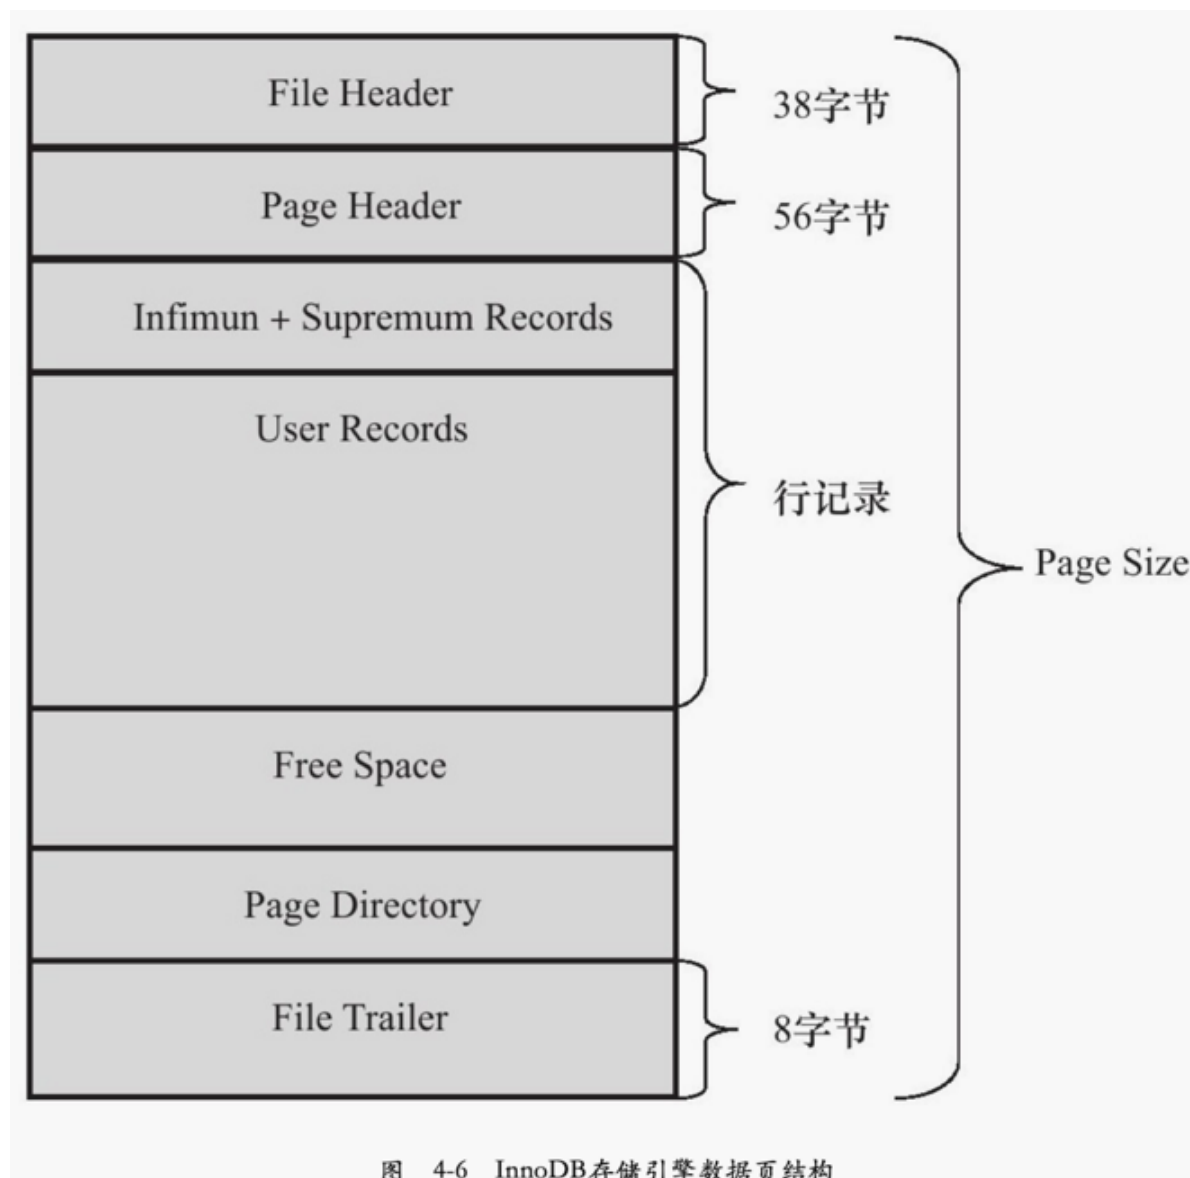 File Header
38字节
Page Header
56字节
Infimun + Supremum Records
User Records
行记录
Page Size
Free Space
Page Directory
File Trailer
8字节
图 4-6 InnoDB存储引擎数据页结构